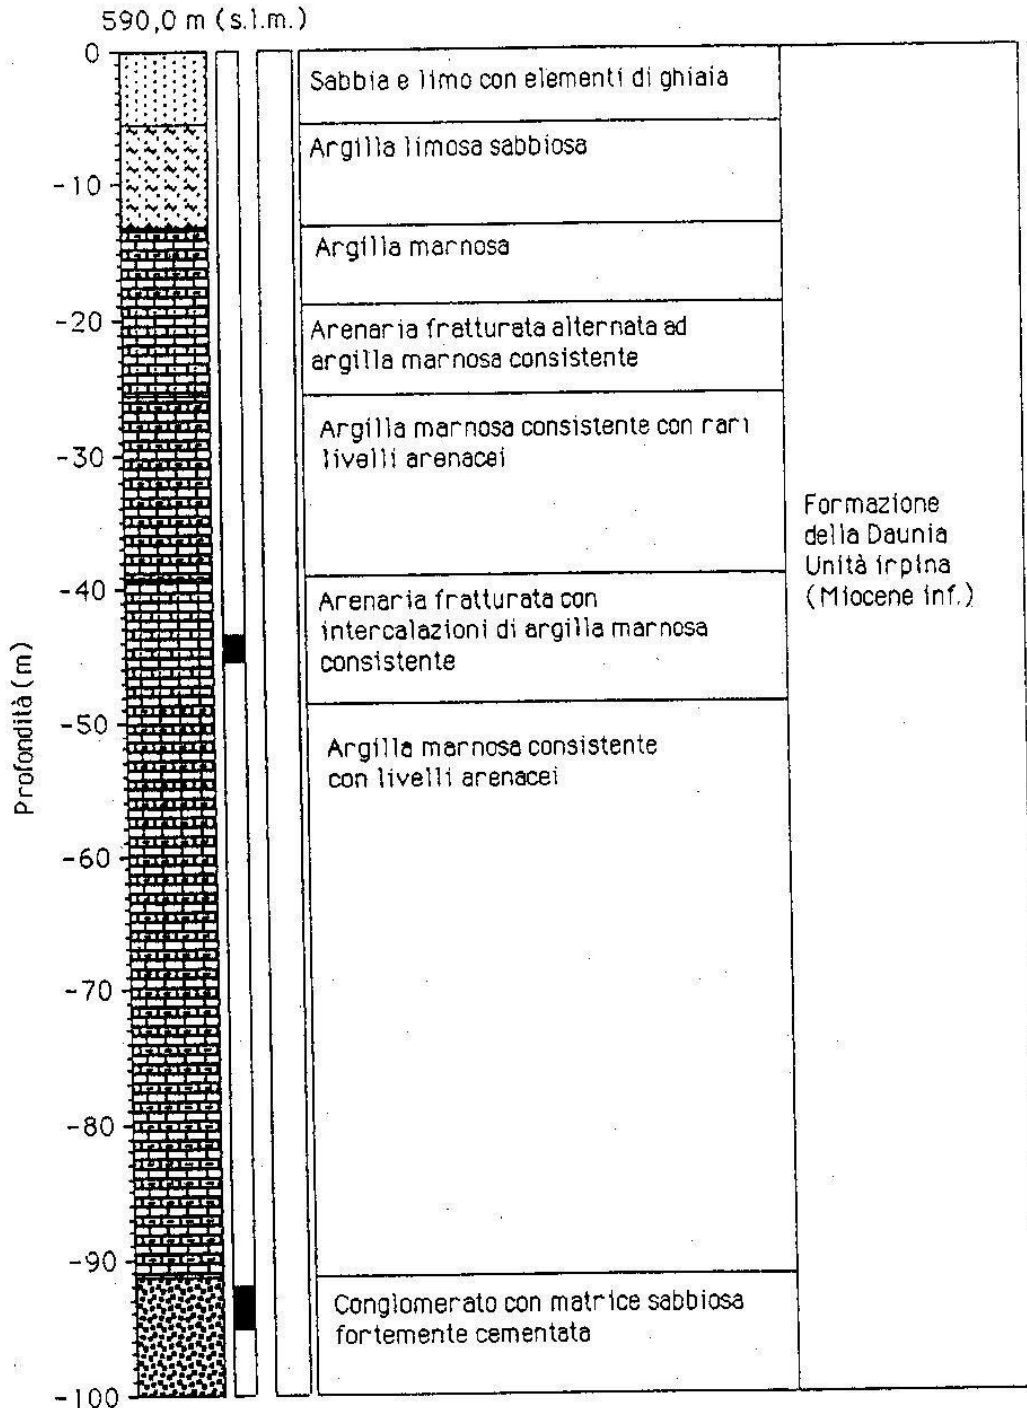 590,0 m (s.l.m.)
0
-10
-20
-30
-40
-50
-60
-70
-80
-90
-100
Profondità (m)
Sabbia e limo con elementi di ghiaia
Argilla limosa sabbiosa
Argilla marnosa
Arenaria fratturata alternata ad
argilla marnosa consistente
Argilla marnosa consistente con rari
livelli arenacei
Arenaria fratturata con
intercalazioni di argilla marnosa
consistente
Argilla marnosa consistente
con livelli arenacei
Conglomerato con matrice sabbiosa
fortemente cementata
Formazione
della Daunia
Unità irpina
(Miocene inf.)